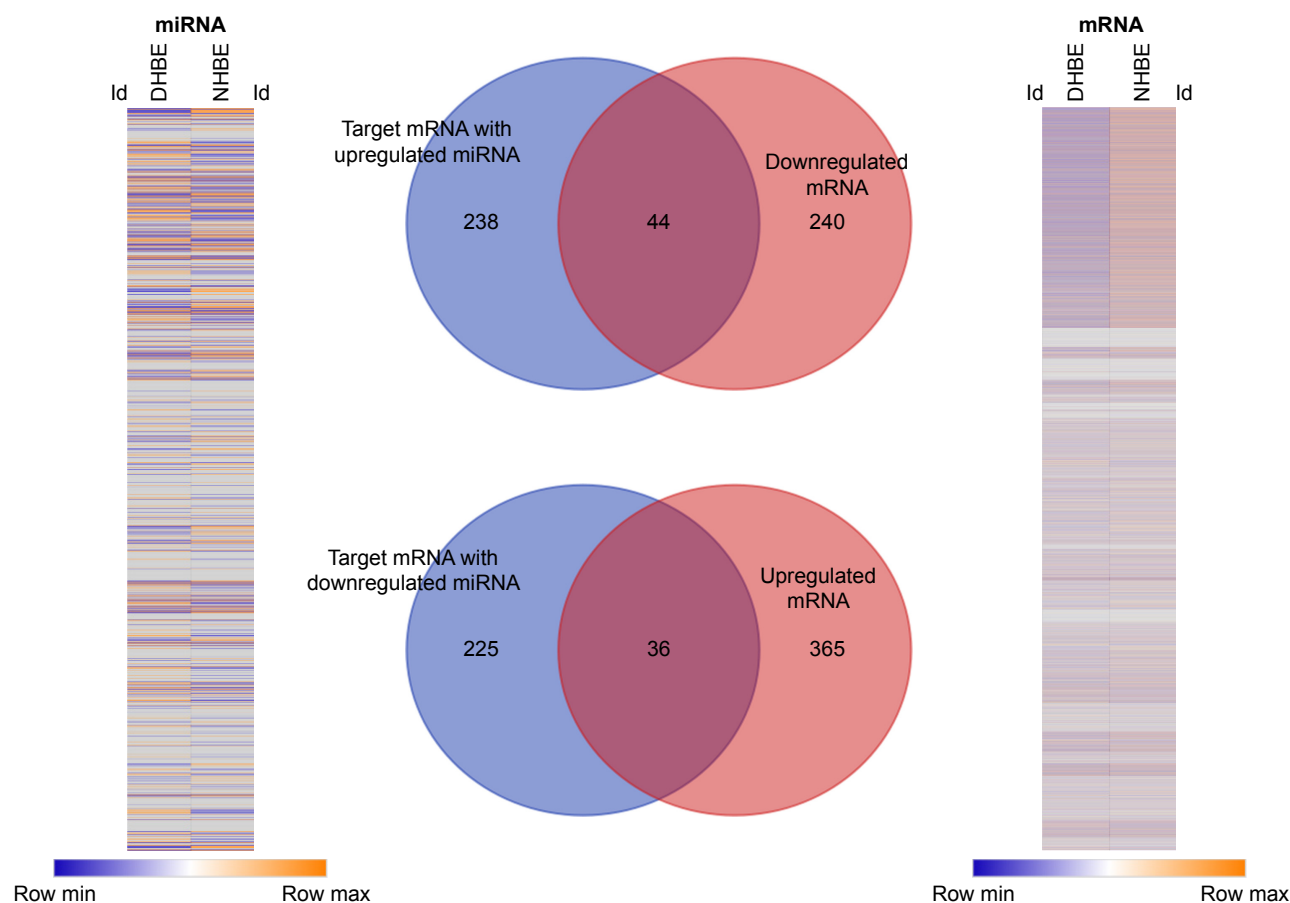 miRNA
Id DHBE NHBE Id
Row min Row max
Target mRNA with
upregulated miRNA
Downregulated
mRNA
238 44 240
Target mRNA with
downregulated miRNA
Upregulated
mRNA
225 36 365
mRNA
Id DHBE NHBE Id
Row min Row max